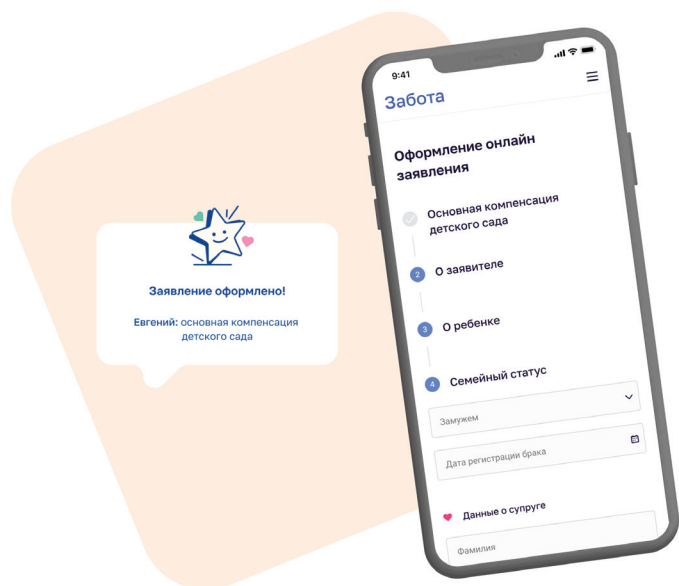 Заявление оформлено!
Евгений: основная компенсация
детского сада
9:41
Забота
Оформление онлайн
заявления
Основная компенсация
детского сада
2 О заявителе
3 О ребенке
4 Семейный статус
Замужем
Дата регистрации брака
Данные о супруге
Фамилия